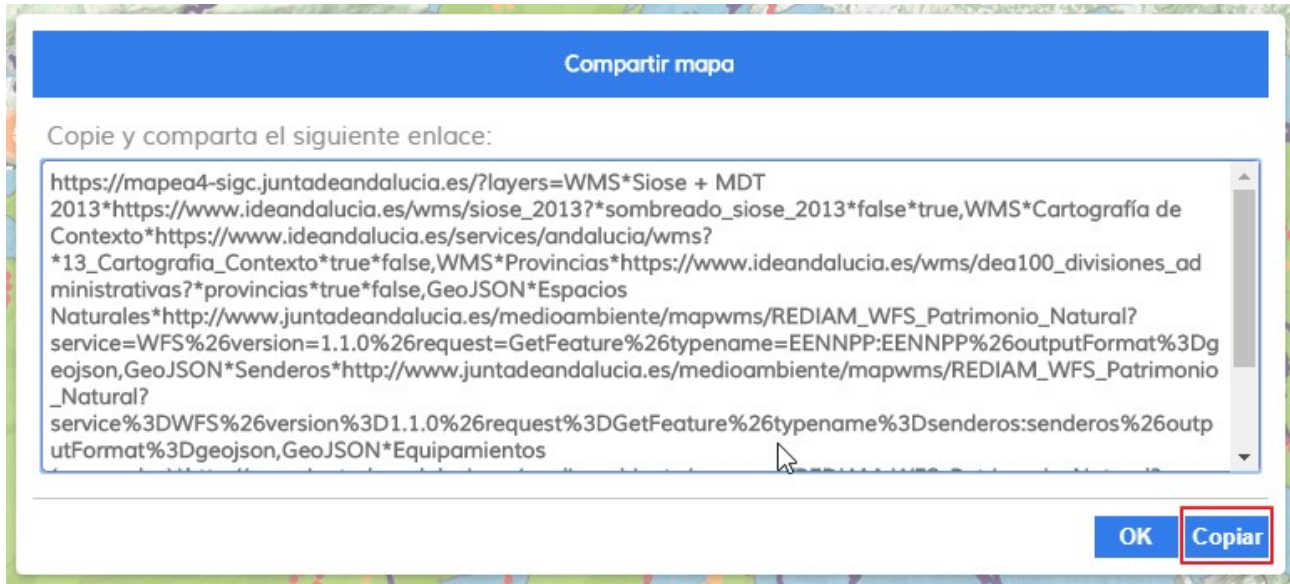 Compartir mapa
Copie y comparta el siguiente enlace:
https://mapea4-sigc.juntadeandalucia.es/?layers=WMS*Siose + MDT
2013*https://www.ideandalucia.es/wms/siose_2013?*sombreado_siose_2013*false*true,WMS*Cartografía de
Contexto*https://www.ideandalucia.es/services/andalucia/wms?
*13_Cartografia_Contexto*true*false,WMS*Provincias*https://www.ideandalucia.es/wms/dea100_divisiones_ad
ministrativas?*provincias*true*false,GeoJSON*Espacios
Naturales*http://www.juntadeandalucia.es/medioambiente/mapwms/REDIAM_WFS_Patrimonio_Natural?
service=WFS%26version=1.1.0%26request=GetFeature%26typename=EENNPP:EENNPP%26outputFormat%3Dg
eojson,GeoJSON*Senderos*http://www.juntadeandalucia.es/medioambiente/mapwms/REDIAM_WFS_Patrimonio
_Natural?
service%3DWFS%26version%3D1.1.0%26request%3DGetFeature%26typename%3Dsenderos:senderos%26outp
utFormat%3Dgeojson,GeoJSON*Equipamientos
OK Copiar